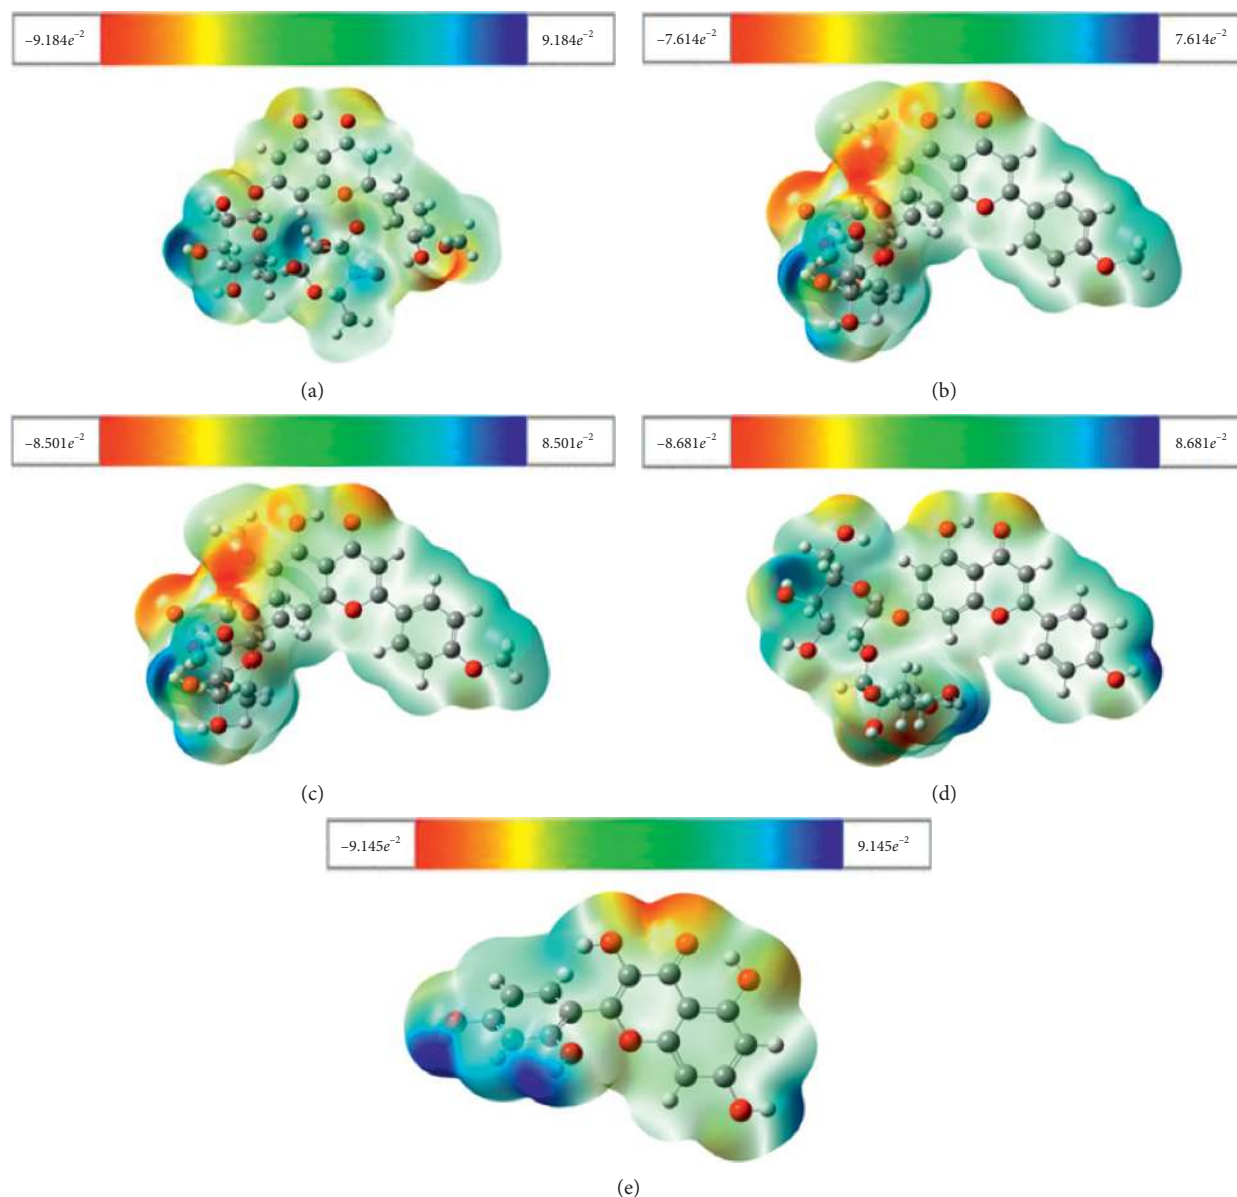 –9.184e⁻² 9.184e⁻² –7.614e⁻² 7.614e⁻²
(a) (b)
–8.501e⁻² 8.501e⁻² –8.681e⁻² 8.681e⁻²
(c) (d)
–9.145e⁻² 9.145e⁻²
(e)